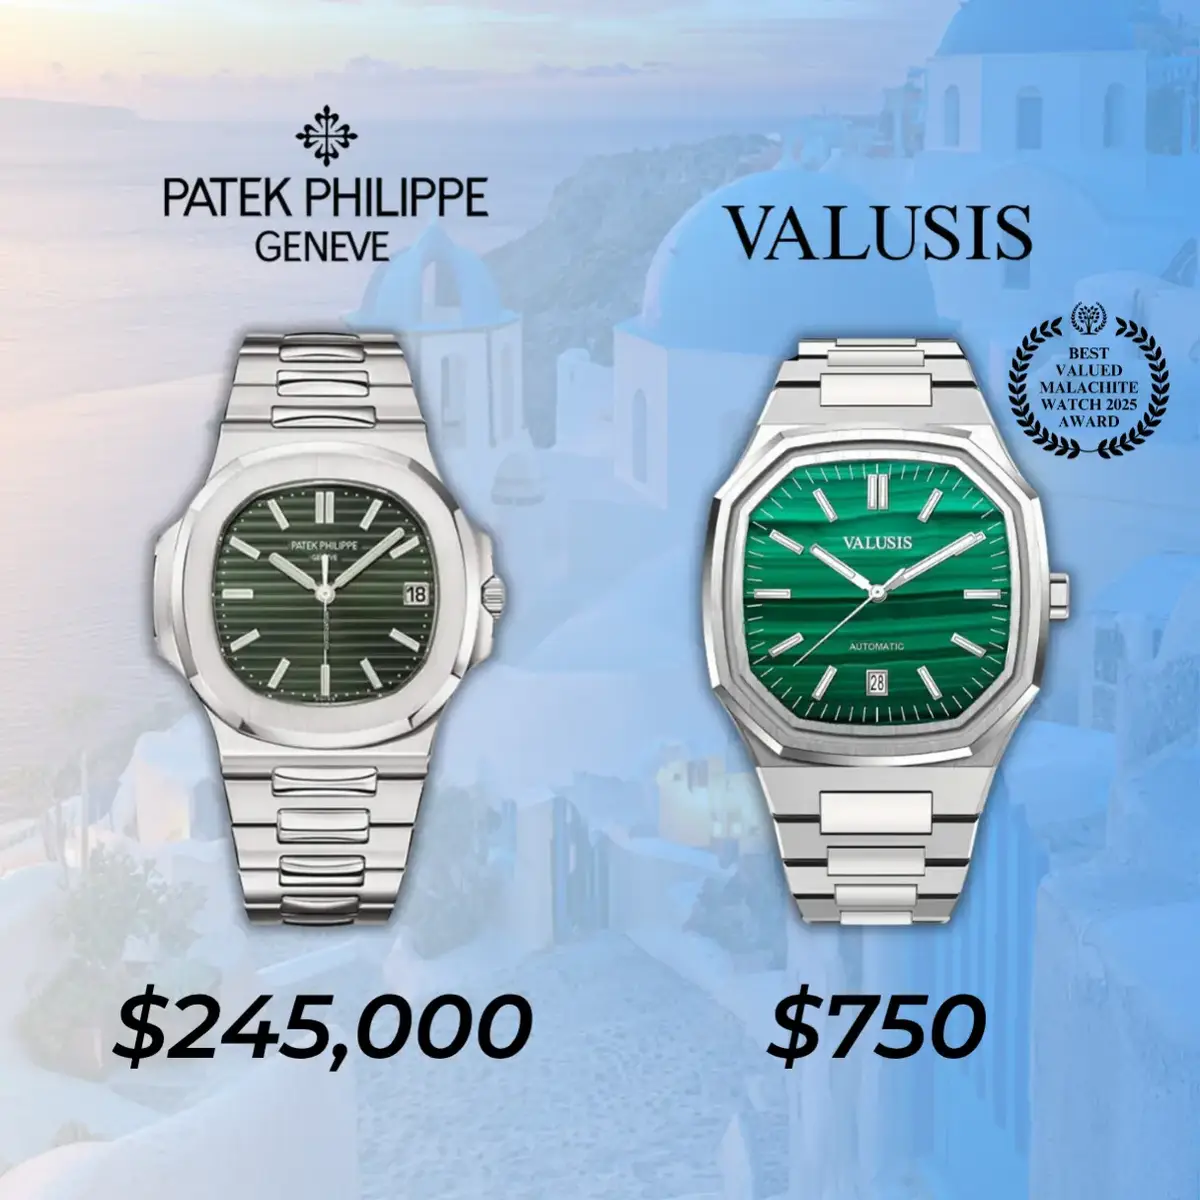 PATEK PHILIPPE
GENEVE
VALUSIS
BEST
VALUED
MALACHITE
WATCH 2025
AWARD
PATEK PHILIPPE
GENEVE
18
VALUSIS
AUTOMATIC
28
$245,000
$750